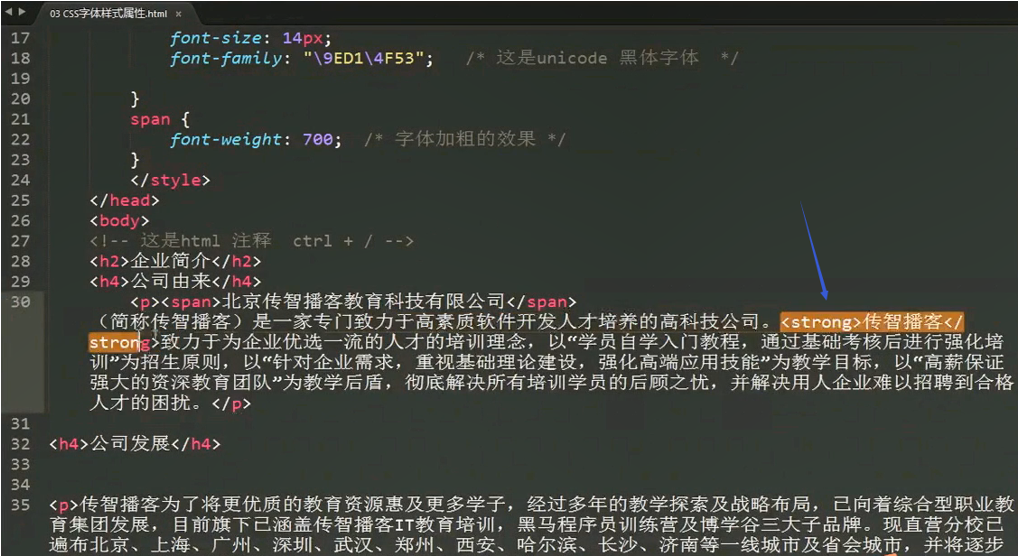 03 CSS字体样式属性.html ×
17 font-size: 14px;
18 font-family: "\9ED1\4F53"; /* 这是unicode 黑体字体 */
19
20 }
21 span {
22 font-weight: 700; /* 字体加粗的效果 */
23 }
24 </style>
25 </head>
26 <body>
27 <!-- 这是html 注释 ctrl + / -->
28 <h2>企业简介</h2>
29 <h4>公司由来</h4>
30 <p><span>北京传智播客教育科技有限公司</span>
（简称传智播客）是一家专门致力于高素质软件开发人才培养的高科技公司。<strong>传智播客</
strong>致力于为企业优选一流的人才的培训理念，以“学员自学入门教程，通过基础考核后进行强化培
训”为招生原则，以“针对企业需求，重视基础理论建设，强化高端应用技能”为教学目标，以“高薪保证
强大的资深教育团队”为教学后盾，彻底解决所有培训学员的后顾之忧，并解决用人企业难以招聘到合格
人才的困扰。</p>
31
32 <h4>公司发展</h4>
33
34
35 <p>传智播客为了将更优质的教育资源惠及更多学子，经过多年的教学探索及战略布局，已向着综合型职业教
育集团发展，目前旗下已涵盖传智播客IT教育培训，黑马程序员训练营及博学谷三大子品牌。现直营分校已
遍布北京、上海、广州、深圳、武汉、郑州、西安、哈尔滨、长沙、济南等一线城市及省会城市，并将逐步